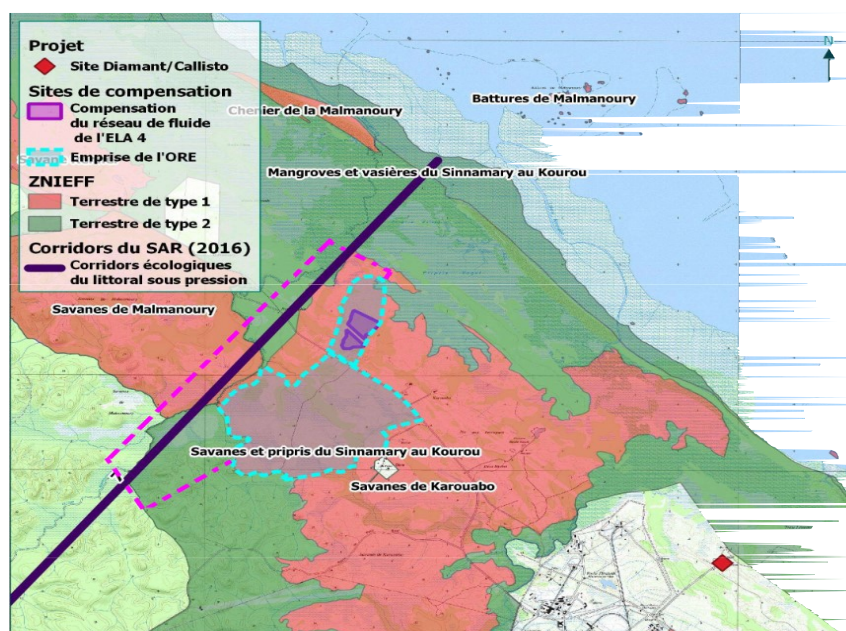 Projet
Site Diamant/Callisto
Sites de compensation
Compensation
du réseau de fluide
de l'ELA 4
Emprise de l'ORE
ZNIEFF
Terrestre de type 1
Terrestre de type 2
Corridors du SAR (2016)
Corridors écologiques
du littoral sous pression
N
Battures de Malmanoury
Chenier de la Malmanoury
Mangroves et vasières du Sinnamary au Kourou
Savanes de Malmanoury
Savanes et pripris du Sinnamary au Kourou
Savanes de Karouabo